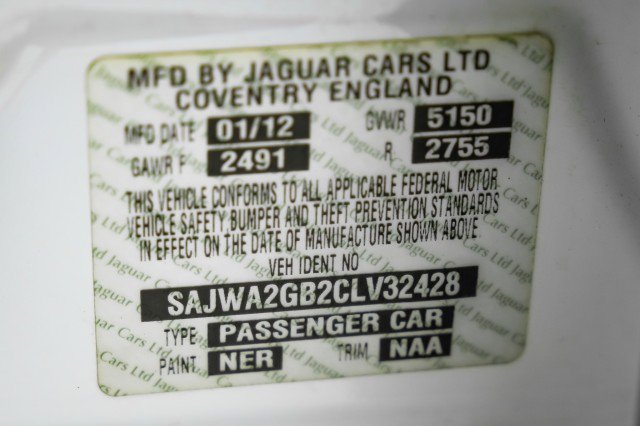 MFD BY JAGUAR CARS LTD
COVENTRY ENGLAND
MFD DATE 01/12 GVWR 5150
GAWR F 2491 R 2755
THIS VEHICLE CONFORMS TO ALL APPLICABLE FEDERAL MOTOR
VEHICLE SAFETY BUMPER AND THEFT PREVENTION STANDARDS
IN EFFECT ON THE DATE OF MANUFACTURE SHOWN ABOVE
VEH IDENT NO
SAJWA2GB2CLV32428
TYPE PASSENGER CAR
PAINT NER TRIM NAA